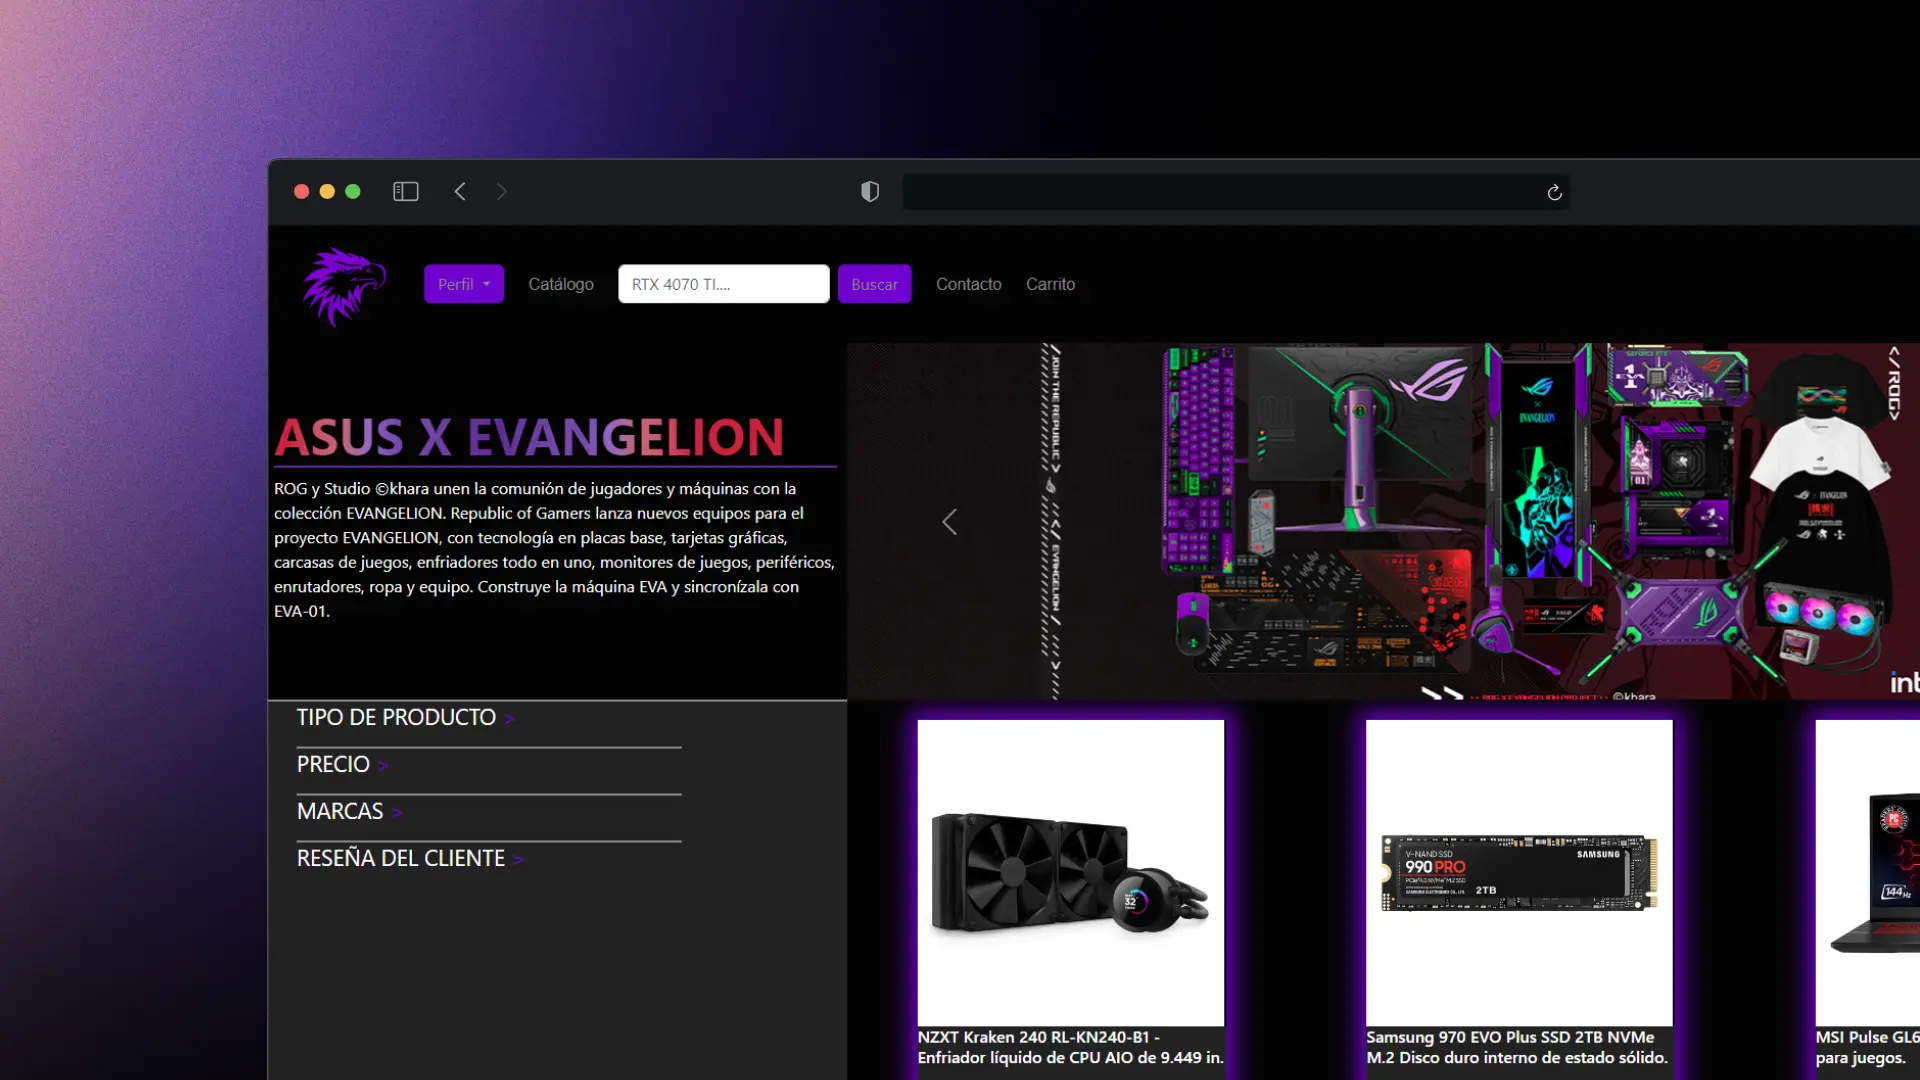 Perfil
Catálogo
RTX 4070 TI....
Buscar
Contacto
Carrito
ASUS X EVANGELION
ROG y Studio ©khara unen la comunión de jugadores y máquinas con la
colección EVANGELION. Republic of Gamers lanza nuevos equipos para el
proyecto EVANGELION, con tecnología en placas base, tarjetas gráficas,
carcasas de juegos, enfriadores todo en uno, monitores de juegos, periféricos,
enrutadores, ropa y equipo. Construye la máquina EVA y sincronízala con
EVA-01.
/JOIN THE REPUBLIC
EVANGELION
EVANGELION
</ROG>
©khara
TIPO DE PRODUCTO >
PRECIO >
MARCAS >
RESEÑA DEL CLIENTE >
32°
V-NAND SSD
990 PRO
SAMSUNG
2TB
PC
144Hz
NZXT Kraken 240 RL-KN240-B1 -
Enfriador líquido de CPU AIO de 9.449 in.
Samsung 970 EVO Plus SSD 2TB NVMe
M.2 Disco duro interno de estado sólido.
MSI Pulse GL6
para juegos.